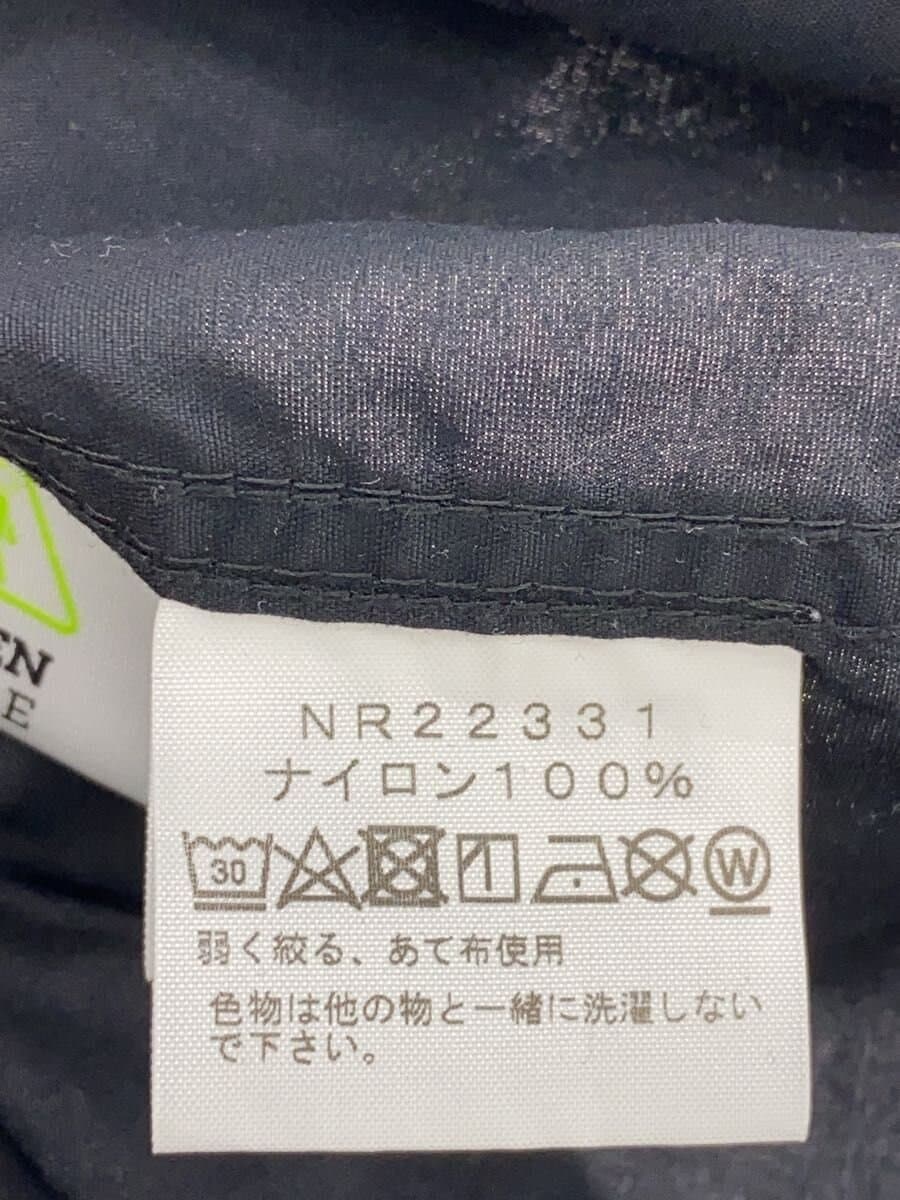 EN
E
NR22331
ナイロン100%
30
W
弱く絞る、あて布使用
色物は他の物と一緒に洗濯しない
で下さい。